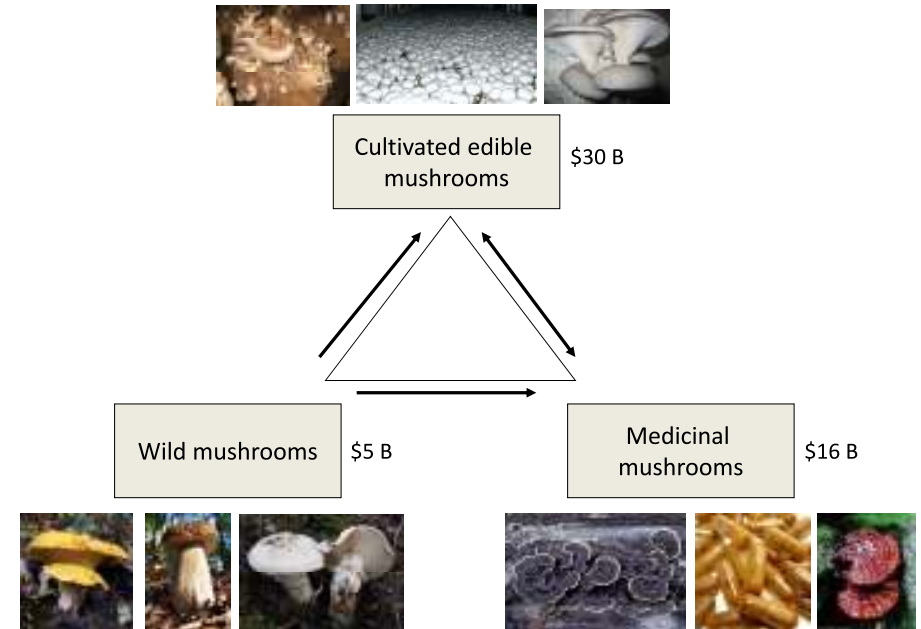 Cultivated edible
mushrooms
$30 B
Wild mushrooms
$5 B
Medicinal
mushrooms
$16 B